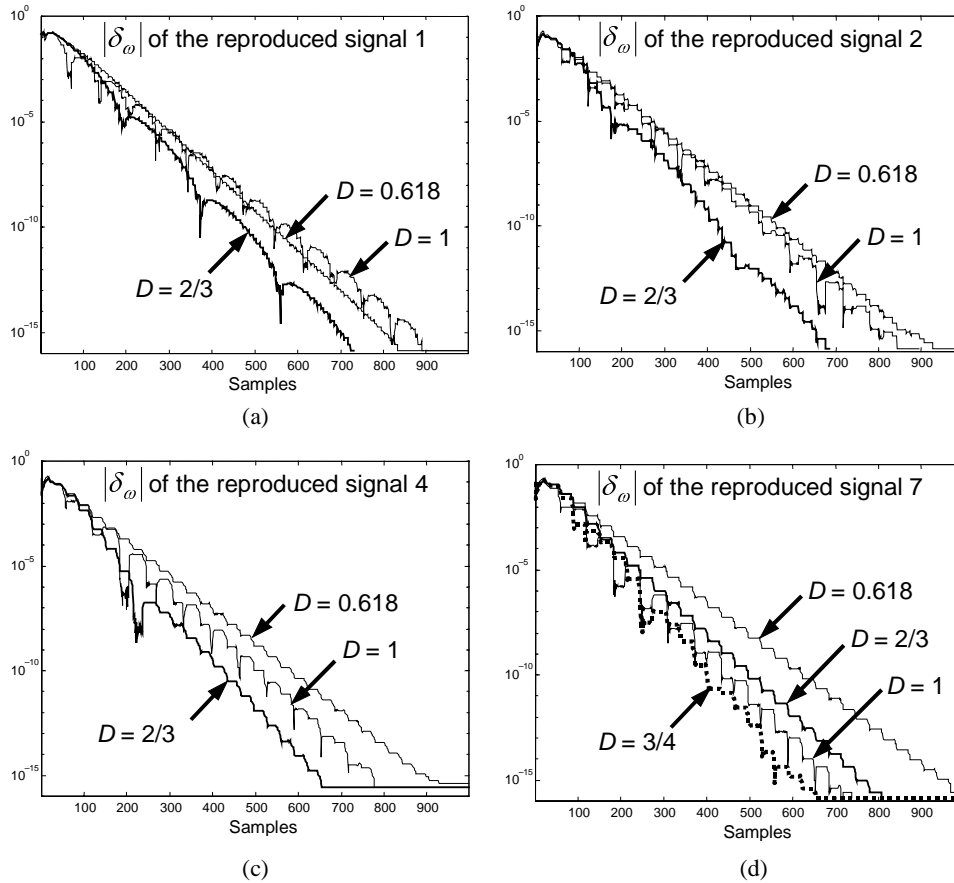 |δω| of the reproduced signal 1
10^0
10^-5
10^-10
10^-15
D = 0.618
D = 1
D = 2/3
100 200 300 400 500 600 700 800 900
Samples
(a)
|δω| of the reproduced signal 2
10^0
10^-5
10^-10
10^-15
D = 0.618
D = 1
D = 2/3
100 200 300 400 500 600 700 800 900
Samples
(b)
|δω| of the reproduced signal 4
10^0
10^-5
10^-10
10^-15
D = 0.618
D = 1
D = 2/3
100 200 300 400 500 600 700 800 900
Samples
(c)
|δω| of the reproduced signal 7
10^0
10^-5
10^-10
10^-15
D = 0.618
D = 2/3
D = 1
D = 3/4
100 200 300 400 500 600 700 800 900
Samples
(d)